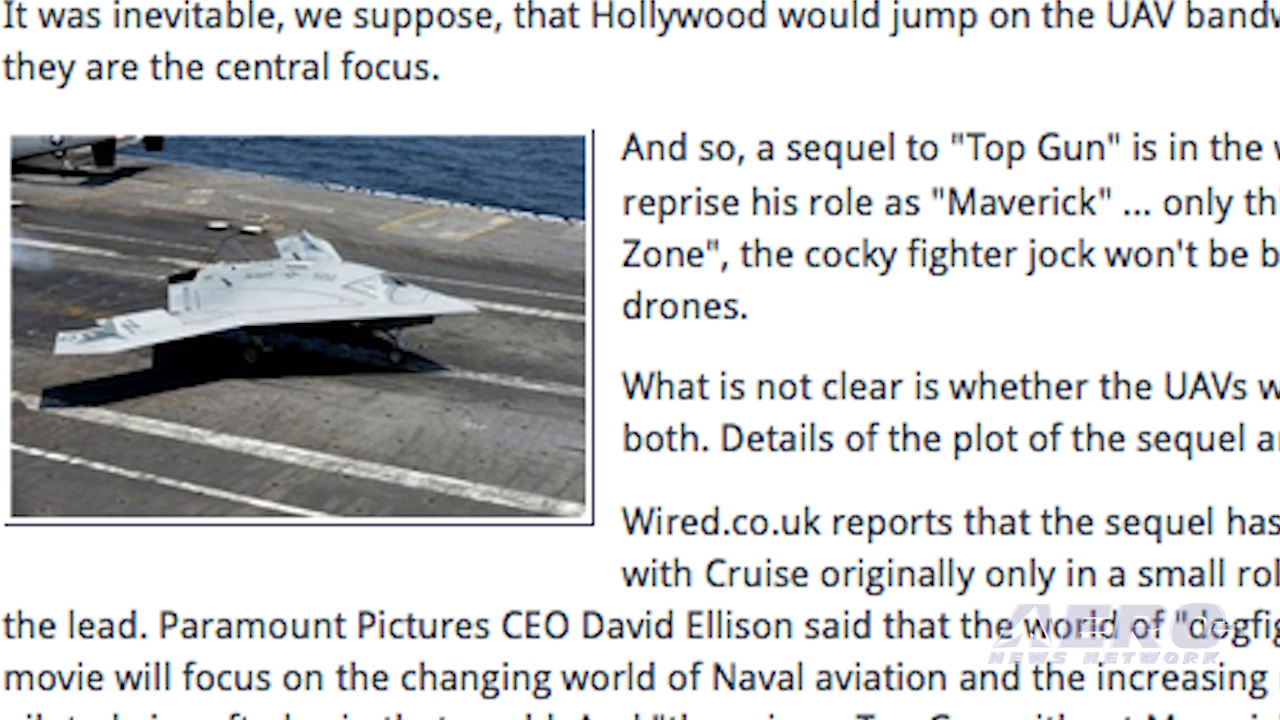 It was inevitable, we suppose, that Hollywood would jump on the UAV
they are the central focus.
And so, a sequel to "Top Gun" is in the
reprise his role as "Maverick" ... only
Zone", the cocky fighter jock won't be
drones.
What is not clear is whether the UAVs
both. Details of the plot of the sequel
Wired.co.uk reports that the sequel has
with Cruise originally only in a small
the lead. Paramount Pictures CEO David Ellison said that the world of
AERO
NEWS NETWORK
movie will focus on the changing world of Naval aviation and the increasing